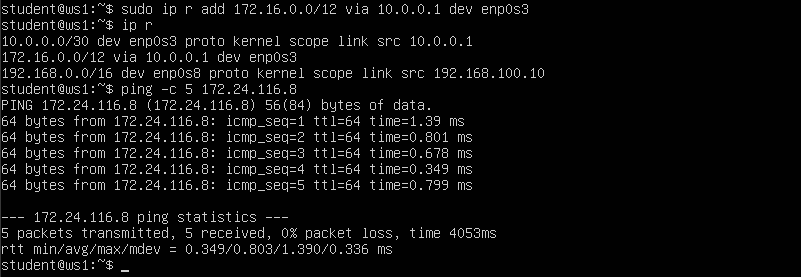 student@ws1:~$ sudo ip r add 172.16.0.0/12 via 10.0.0.1 dev enp0s3
student@ws1:~$ ip r
10.0.0.0/30 dev enp0s3 proto kernel scope link src 10.0.0.1
172.16.0.0/12 via 10.0.0.1 dev enp0s3
192.168.0.0/16 dev enp0s8 proto kernel scope link src 192.168.100.10
student@ws1:~$ ping -c 5 172.24.116.8
PING 172.24.116.8 (172.24.116.8) 56(84) bytes of data.
64 bytes from 172.24.116.8: icmp_seq=1 ttl=64 time=1.39 ms
64 bytes from 172.24.116.8: icmp_seq=2 ttl=64 time=0.801 ms
64 bytes from 172.24.116.8: icmp_seq=3 ttl=64 time=0.678 ms
64 bytes from 172.24.116.8: icmp_seq=4 ttl=64 time=0.349 ms
64 bytes from 172.24.116.8: icmp_seq=5 ttl=64 time=0.799 ms

--- 172.24.116.8 ping statistics ---
5 packets transmitted, 5 received, 0% packet loss, time 4053ms
rtt min/avg/max/mdev = 0.349/0.803/1.390/0.336 ms
student@ws1:~$ _